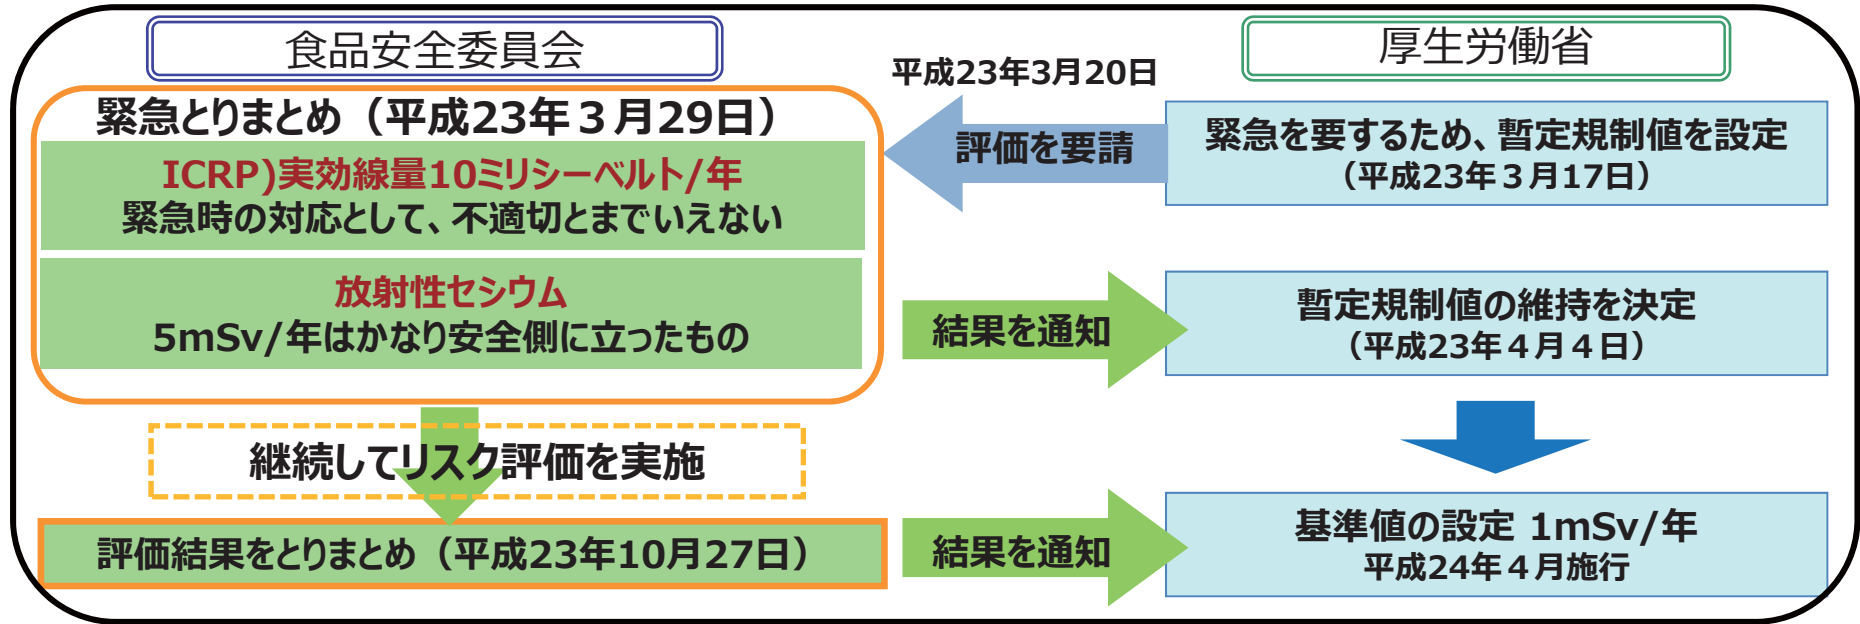 食品安全委員会
厚生労働省
平成23年3月20日
緊急とりまとめ（平成23年３月29日）
ICRP)実効線量10ミリシーベルト/年
緊急時の対応として、不適切とまでいえない
評価を要請
緊急を要するため、暫定規制値を設定
（平成23年３月17日）
放射性セシウム
5mSv/年はかなり安全側に立ったもの
結果を通知
暫定規制値の維持を決定
（平成23年４月４日）
継続してリスク評価を実施
評価結果をとりまとめ（平成23年10月27日）
結果を通知
基準値の設定 1mSv/年
平成24年４月施行